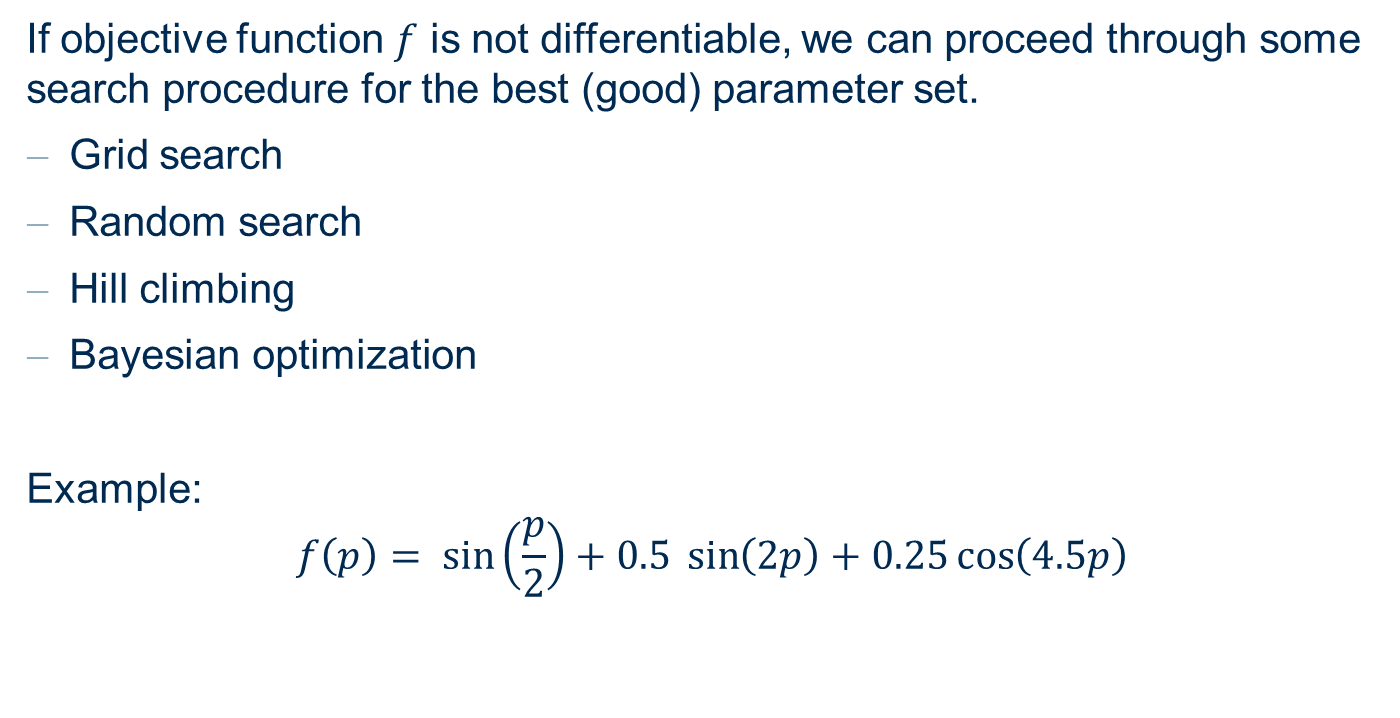 If objective function f is not differentiable, we can proceed through some
search procedure for the best (good) parameter set.
– Grid search
– Random search
– Hill climbing
– Bayesian optimization
Example:
f(p) = sin(p/2) + 0.5 sin(2p) + 0.25 cos(4.5p)